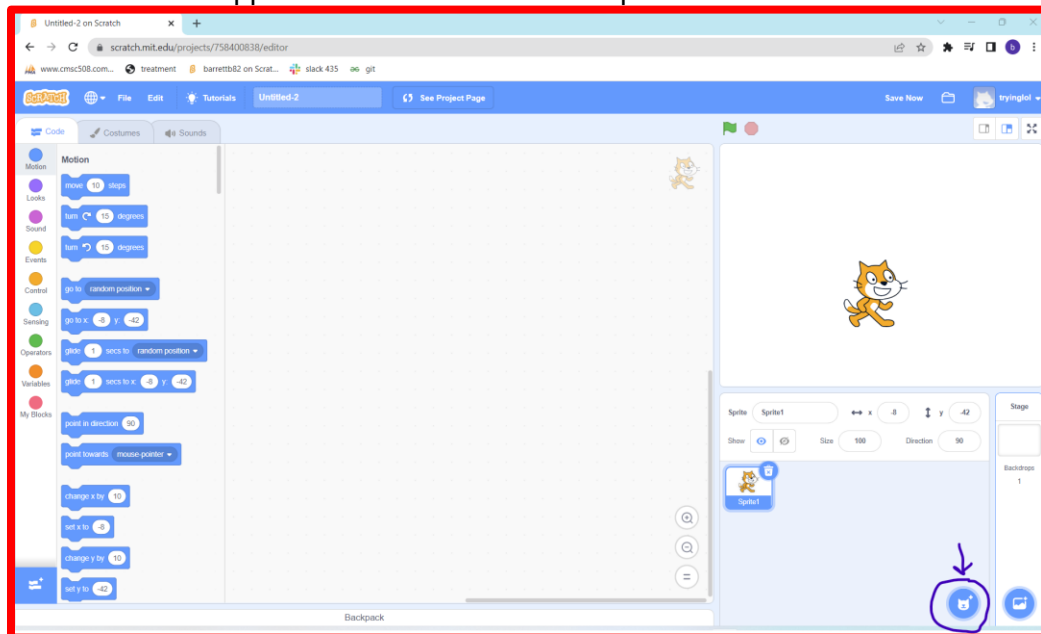 Untitled-2 on Scratch
scratch.mit.edu/projects/758400838/editor
www.cmsc508.com... treatment barrettb82 on Scrat... slack 435 git
SCRATCH File Edit Tutorials Untitled-2 See Project Page Save Now tryinglol
Code Costumes Sounds
Motion
Looks
Sound
Events
Control
Sensing
Operators
Variables
My Blocks
Motion
move 10 steps
turn 15 degrees
turn 15 degrees
go to random position
go to x: -8 y: -42
glide 1 secs to random position
glide 1 secs to x: -8 y: -42
point in direction 90
point towards mouse-pointer
change x by 10
set x to -8
change y by 10
set y to -42
Backpack
Sprite Sprite1 x -8 y -42
Show Size 100 Direction 90
Sprite1
Stage
Backdrops
1